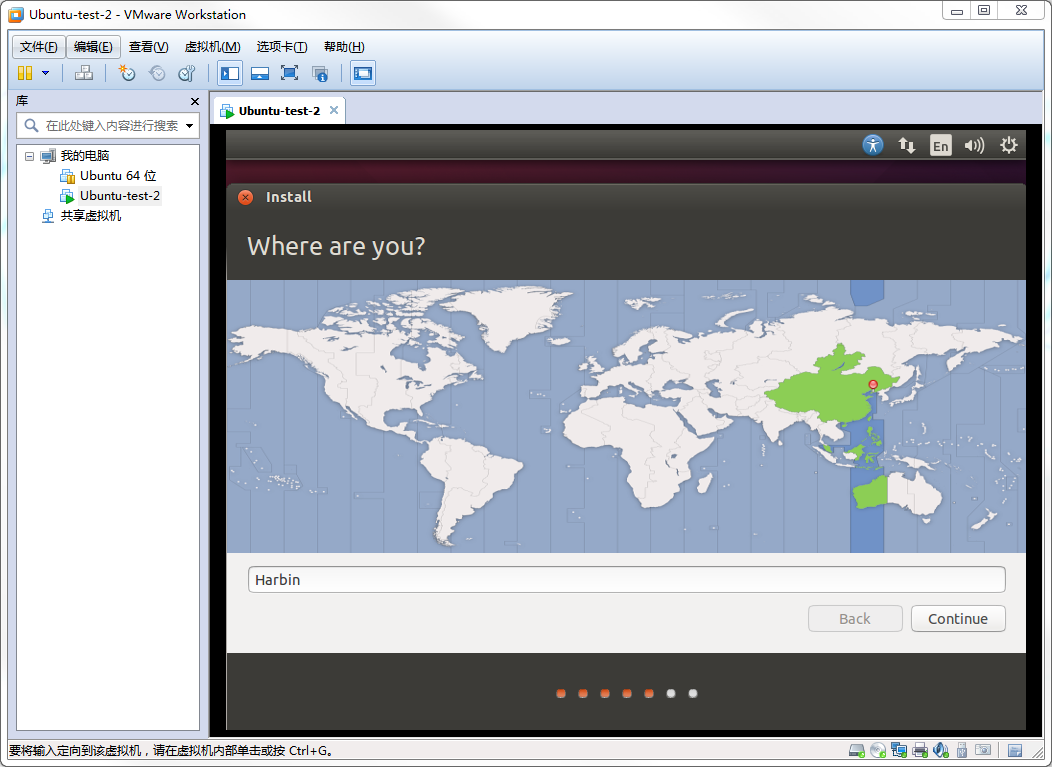 Ubuntu-test-2 - VMware Workstation
文件(F) 编辑(E) 查看(V) 虚拟机(M) 选项卡(T) 帮助(H)
库
在此处键入内容进行搜索
我的电脑
Ubuntu 64 位
Ubuntu-test-2
共享虚拟机
Ubuntu-test-2
En
Install
Where are you?
Harbin
Back Continue
要将输入定向到该虚拟机，请在虚拟机内部单击或按 Ctrl+G。